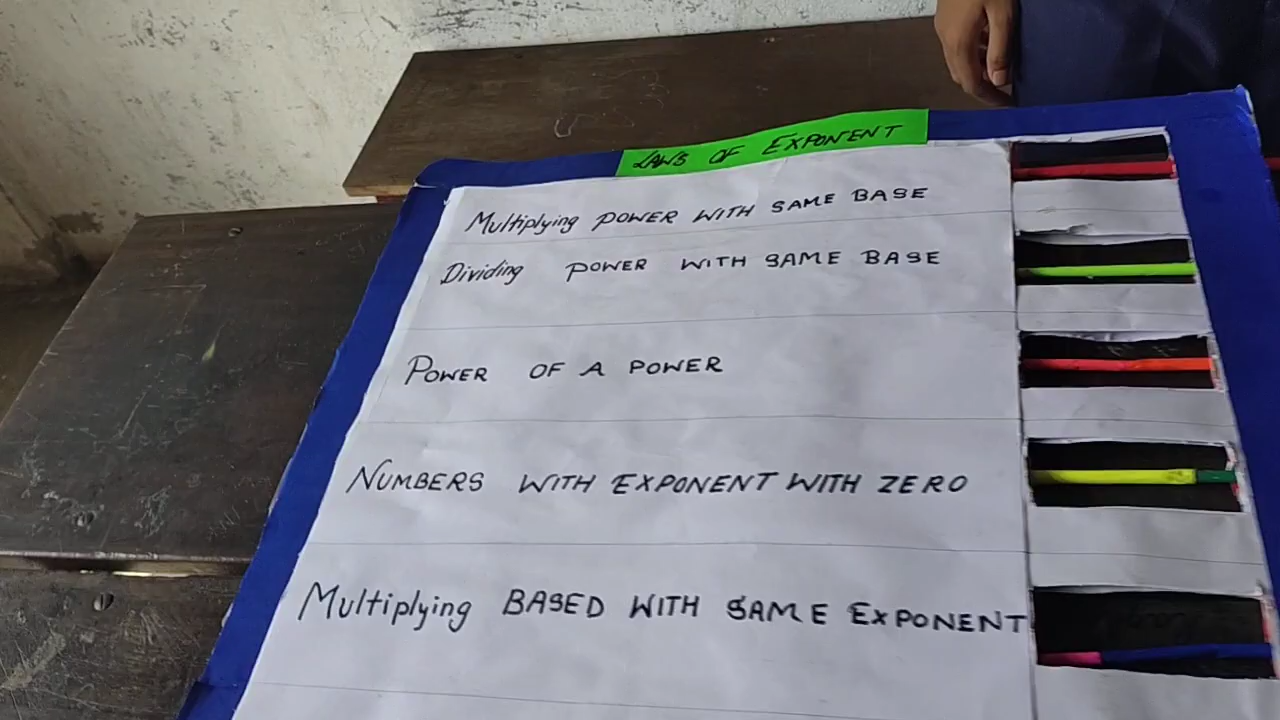 LAWS OF EXPONENT
Multiplying POWER WITH SAME BASE
Dividing POWER WITH SAME BASE
POWER OF A POWER
NUMBERS WITH EXPONENT WITH ZERO
Multiplying BASED WITH SAME EXPONENT